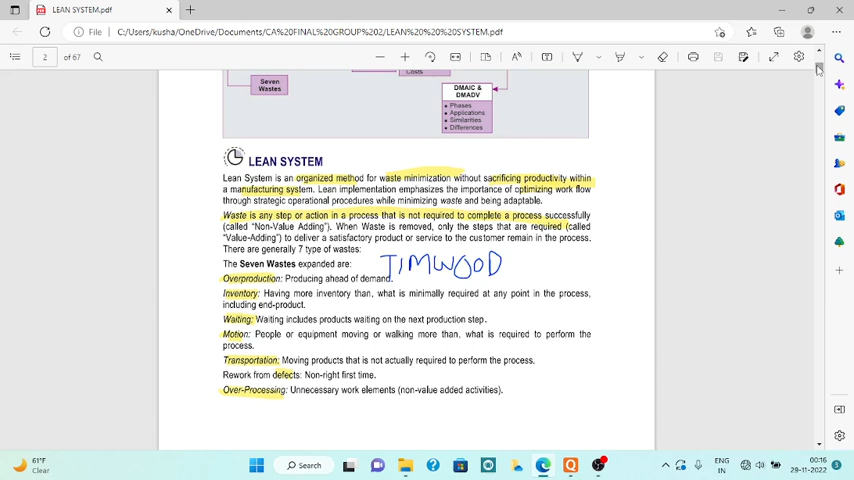 LEAN SYSTEM.pdf
File
C:/Users/kusha/OneDrive/Documents/CA%20FINAL%20GROUP%202/LEAN%20%20%20SYSTEM.pdf
2 of 67
Costs
Seven
Wastes
DMAIC &
DMADV
• Phases
• Applications
• Similarities
• Differences
LEAN SYSTEM
Lean System is an organized method for waste minimization without sacrificing productivity within
a manufacturing system. Lean implementation emphasizes the importance of optimizing work flow
through strategic operational procedures while minimizing waste and being adaptable.
Waste is any step or action in a process that is not required to complete a process successfully
(called “Non-Value Adding”). When Waste is removed, only the steps that are required (called
“Value-Adding”) to deliver a satisfactory product or service to the customer remain in the process.
There are generally 7 type of wastes:
The Seven Wastes expanded are:
TIMWOOD
Overproduction: Producing ahead of demand.
Inventory: Having more inventory than, what is minimally required at any point in the process,
including end-product.
Waiting: Waiting includes products waiting on the next production step.
Motion: People or equipment moving or walking more than, what is required to perform the
process.
Transportation: Moving products that is not actually required to perform the process.
Rework from defects: Non-right first time.
Over-Processing: Unnecessary work elements (non-value added activities).
61°F
Clear
Search
ENG
IN
00:16
29-11-2022